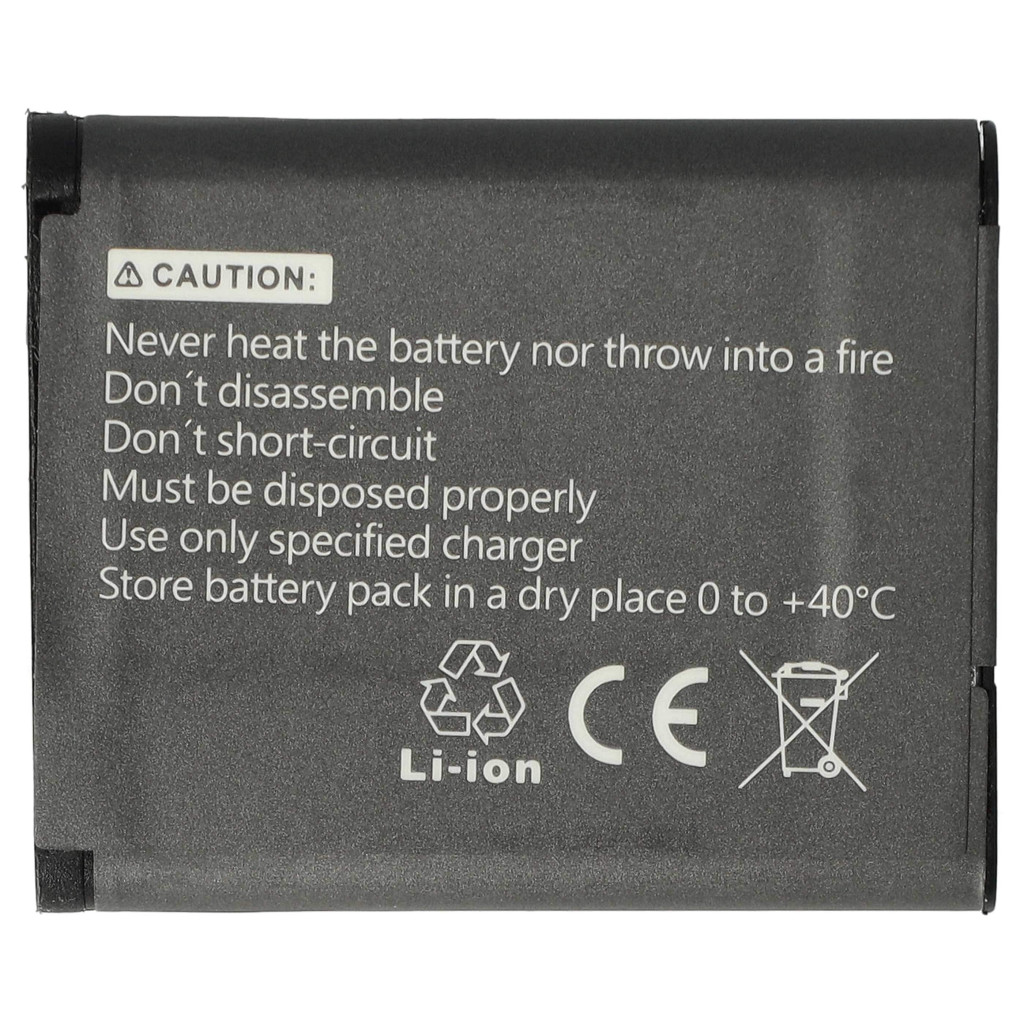 ⚠ CAUTION:
Never heat the battery nor throw into a fire
Don´t disassemble
Don´t short-circuit
Must be disposed properly
Use only specified charger
Store battery pack in a dry place 0 to +40°C
CE
Li-ion